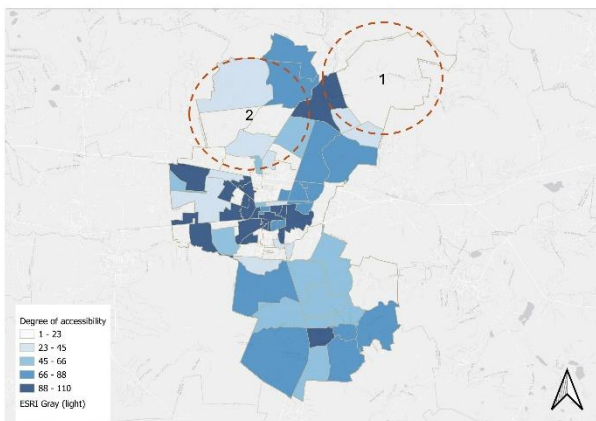 1
2
Degree of accessibility
1 - 23
23 - 45
45 - 66
66 - 88
88 - 110
ESRI Gray (light)